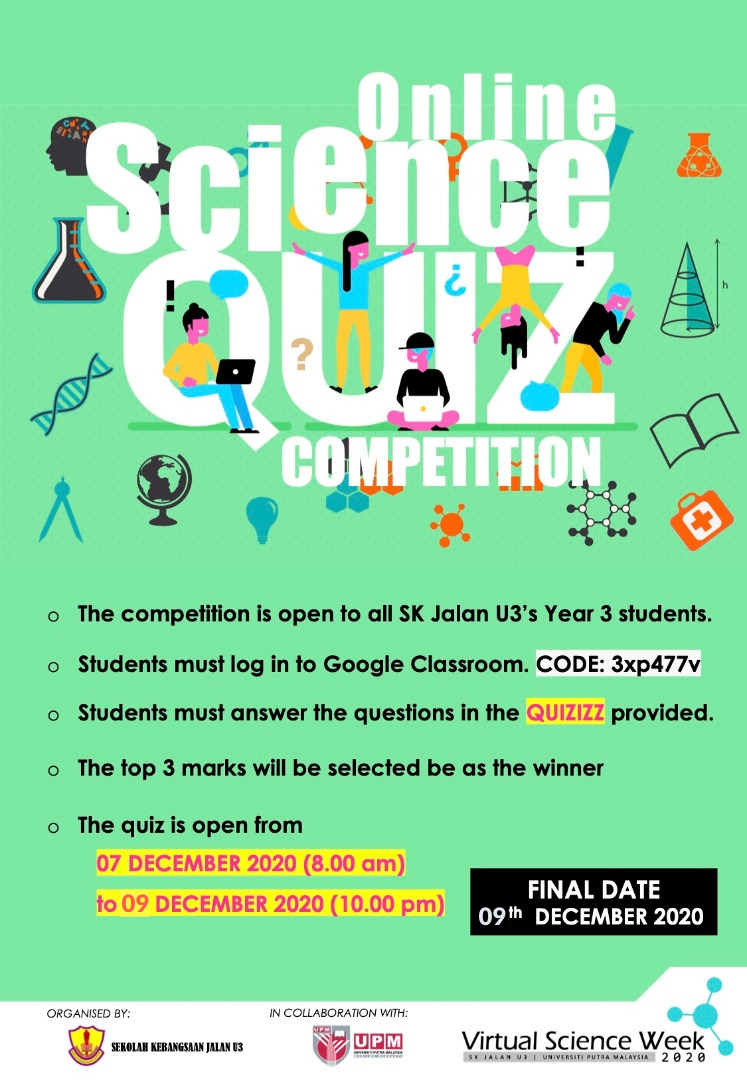 Online
Science
QUIZ
COMPETITION
!
?
¿
!
h
o The competition is open to all SK Jalan U3’s Year 3 students.
o Students must log in to Google Classroom. CODE: 3xp477v
o Students must answer the questions in the QUIZIZZ provided.
o The top 3 marks will be selected be as the winner
o The quiz is open from
07 DECEMBER 2020 (8.00 am)
to 09 DECEMBER 2020 (10.00 pm)
FINAL DATE
09th DECEMBER 2020
ORGANISED BY:
SEKOLAH KEBANGSAAN JALAN U3
IN COLLABORATION WITH:
UPM
UPM
UNIVERSITI PUTRA MALAYSIA
Virtual Science Week
SK JALAN U3 | UNIVERSITI PUTRA MALAYSIA 2020